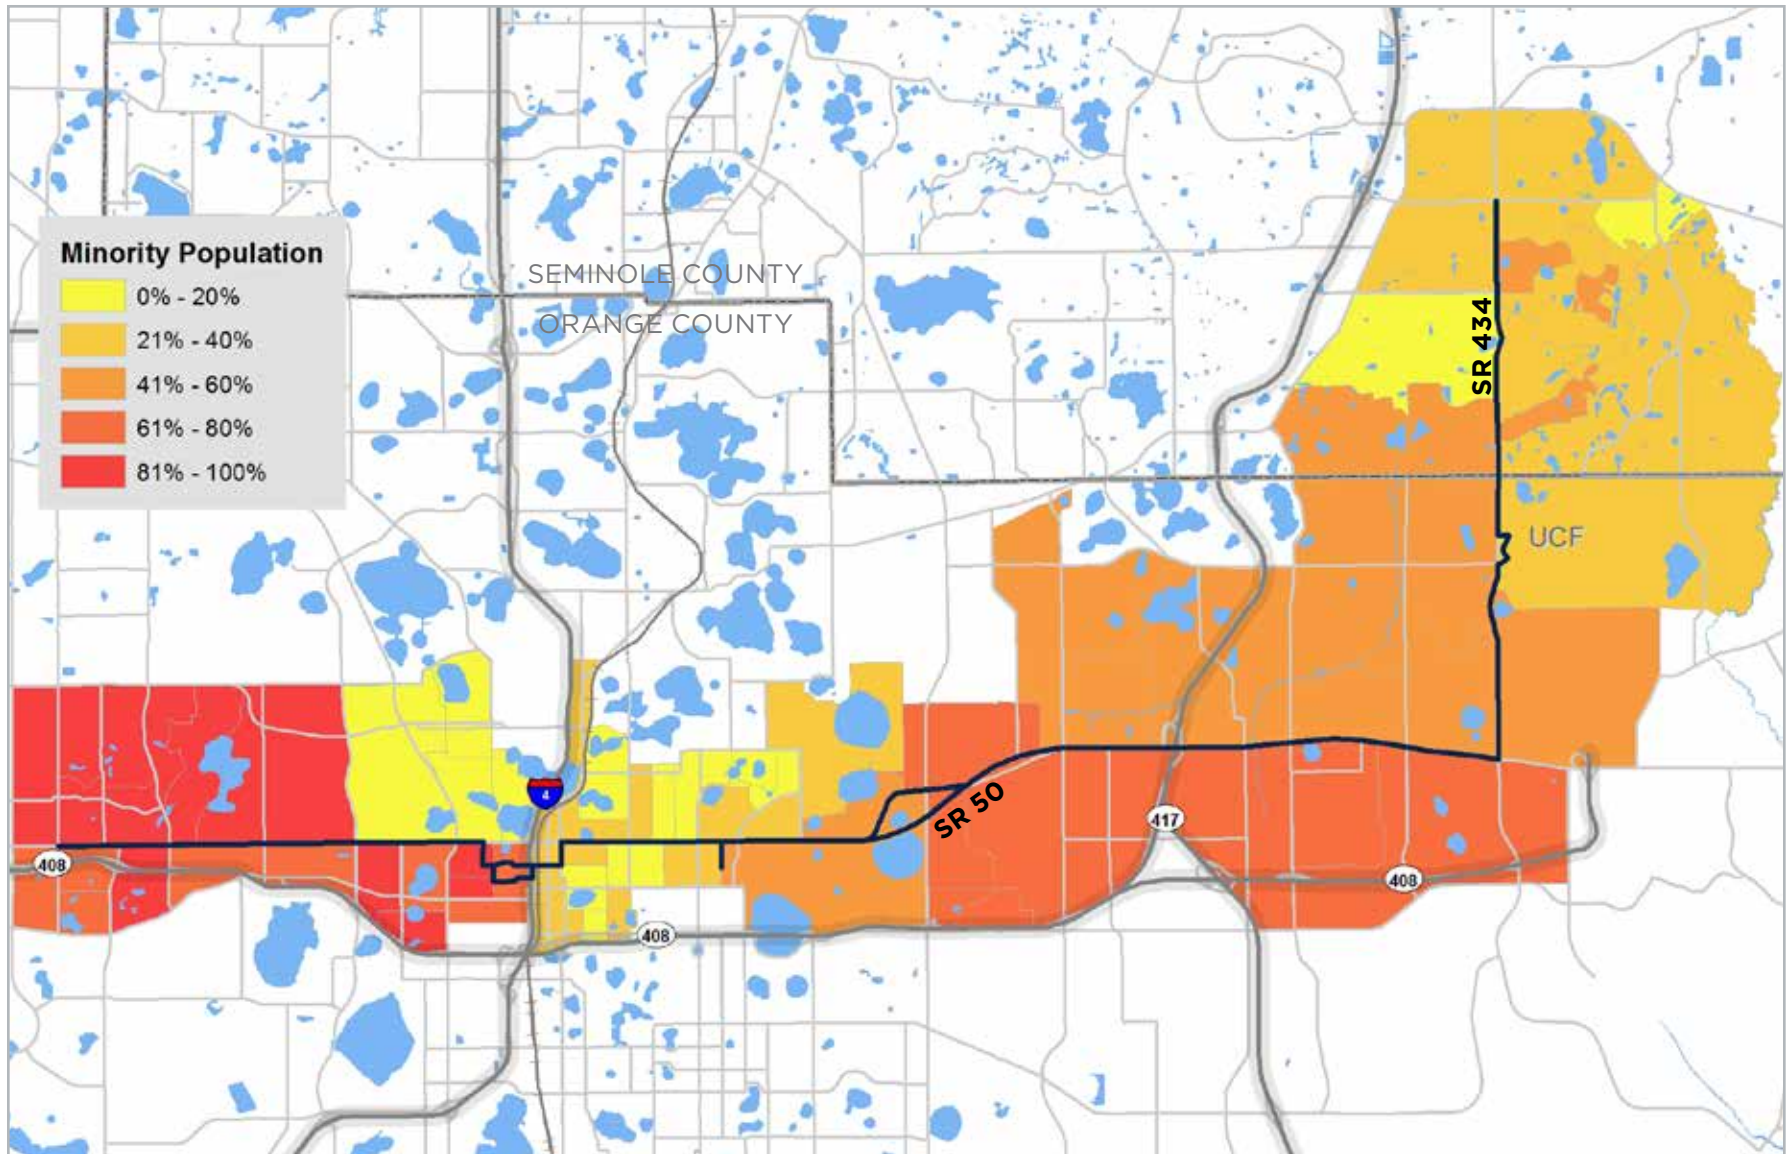 SEMINOLE COUNTY
ORANGE COUNTY
Minority Population
0% - 20%
21% - 40%
41% - 60%
61% - 80%
81% - 100%
SR 434
UCF
4
SR 50
417
408
408
408